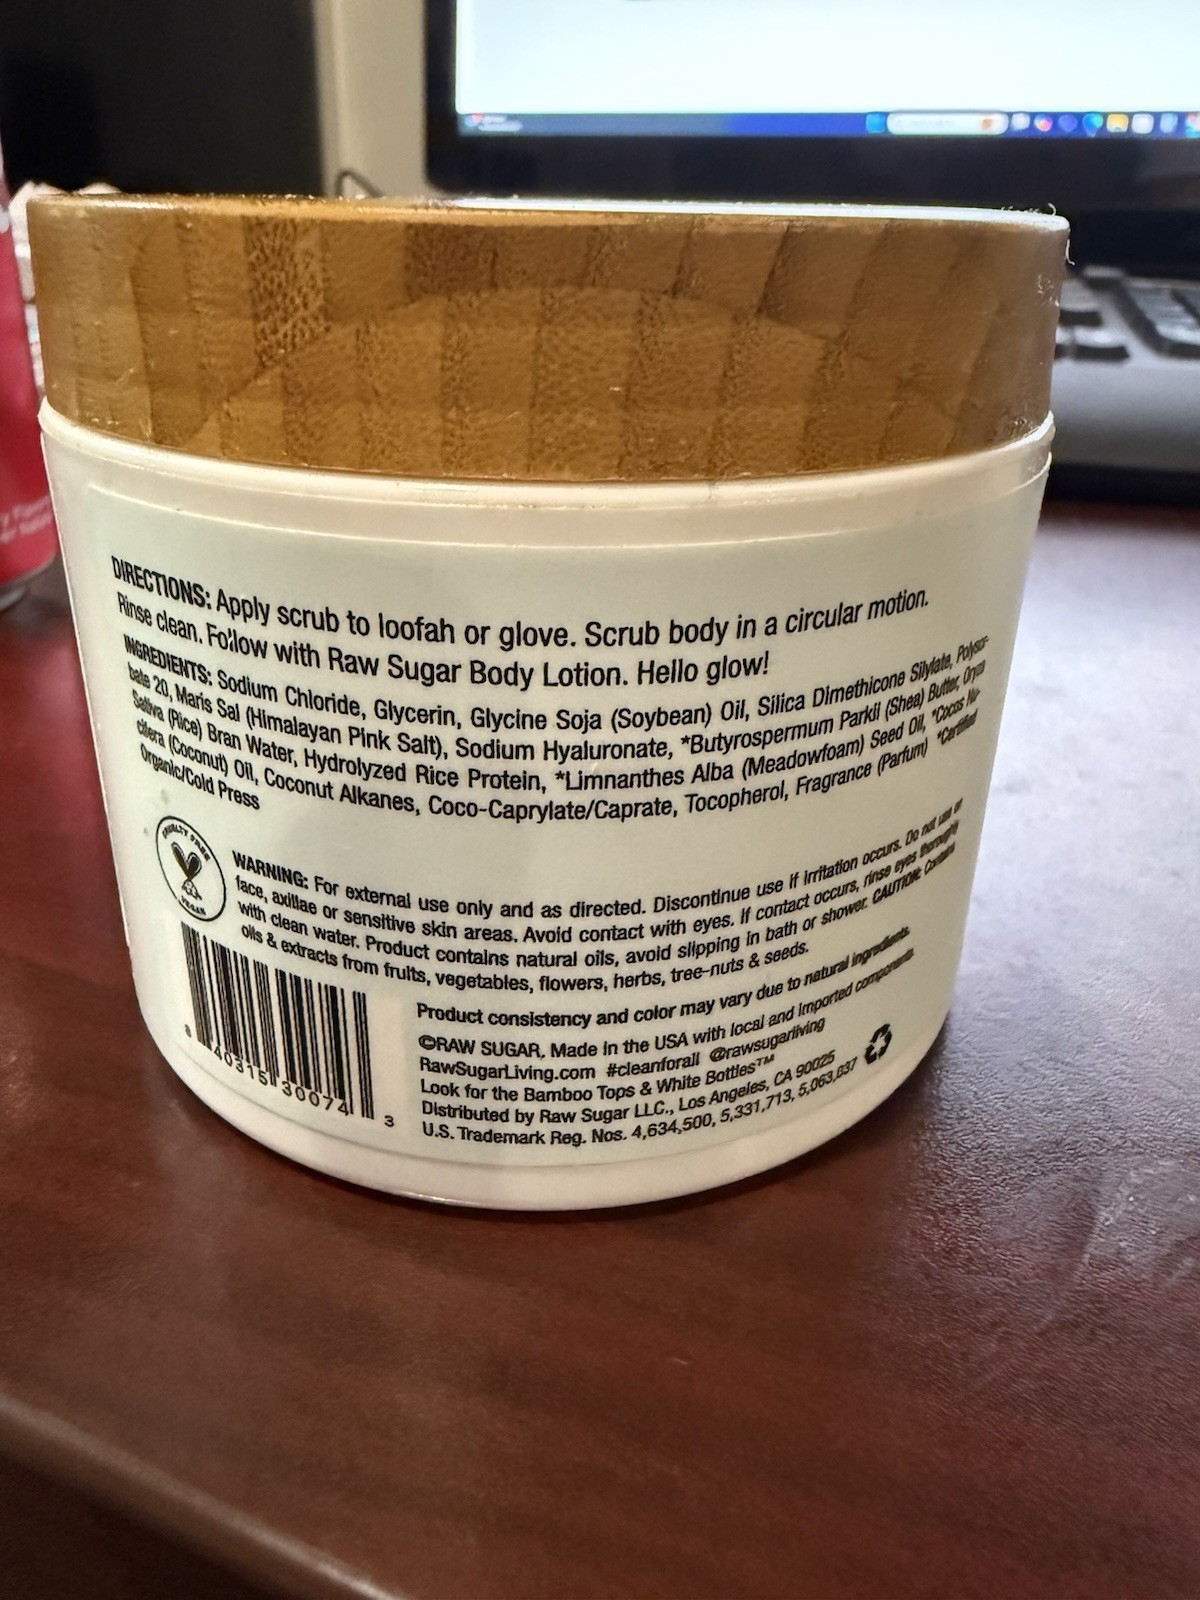 DIRECTIONS: Apply scrub to loofah or glove. Scrub body in a circular motion.
Rinse clean. Follow with Raw Sugar Body Lotion. Hello glow!
INGREDIENTS: Sodium Chloride, Glycerin, Glycine Soja (Soybean) Oil, Silica Dimethicone Silylate, Polysor-
bate 20, Maris Sal (Himalayan Pink Salt), Sodium Hyaluronate, *Butyrospermum Parkii (Shea) Butter, Oryza
Sativa (Rice) Bran Water, Hydrolyzed Rice Protein, *Limnanthes Alba (Meadowfoam) Seed Oil, *Cocos Nu-
cifera (Coconut) Oil, Coconut Alkanes, Coco-Caprylate/Caprate, Tocopherol, Fragrance (Parfum) *Certified
Organic/Cold Press
CRUELTY FREE
VEGAN
WARNING: For external use only and as directed. Discontinue use if irritation occurs. Do not use on
face, axillae or sensitive skin areas. Avoid contact with eyes. If contact occurs, rinse eyes thoroughly
with clean water. Product contains natural oils, avoid slipping in bath or shower. CAUTION: Contains
oils & extracts from fruits, vegetables, flowers, herbs, tree-nuts & seeds.
Product consistency and color may vary due to natural ingredients.
©RAW SUGAR. Made in the USA with local and imported components.
RawSugarLiving.com #cleanforall @rawsugarliving
Look for the Bamboo Tops & White Bottles™
Distributed by Raw Sugar LLC., Los Angeles, CA 90025
U.S. Trademark Reg. Nos. 4,634,500, 5,331,713, 5,063,037
8 40315 30074 3